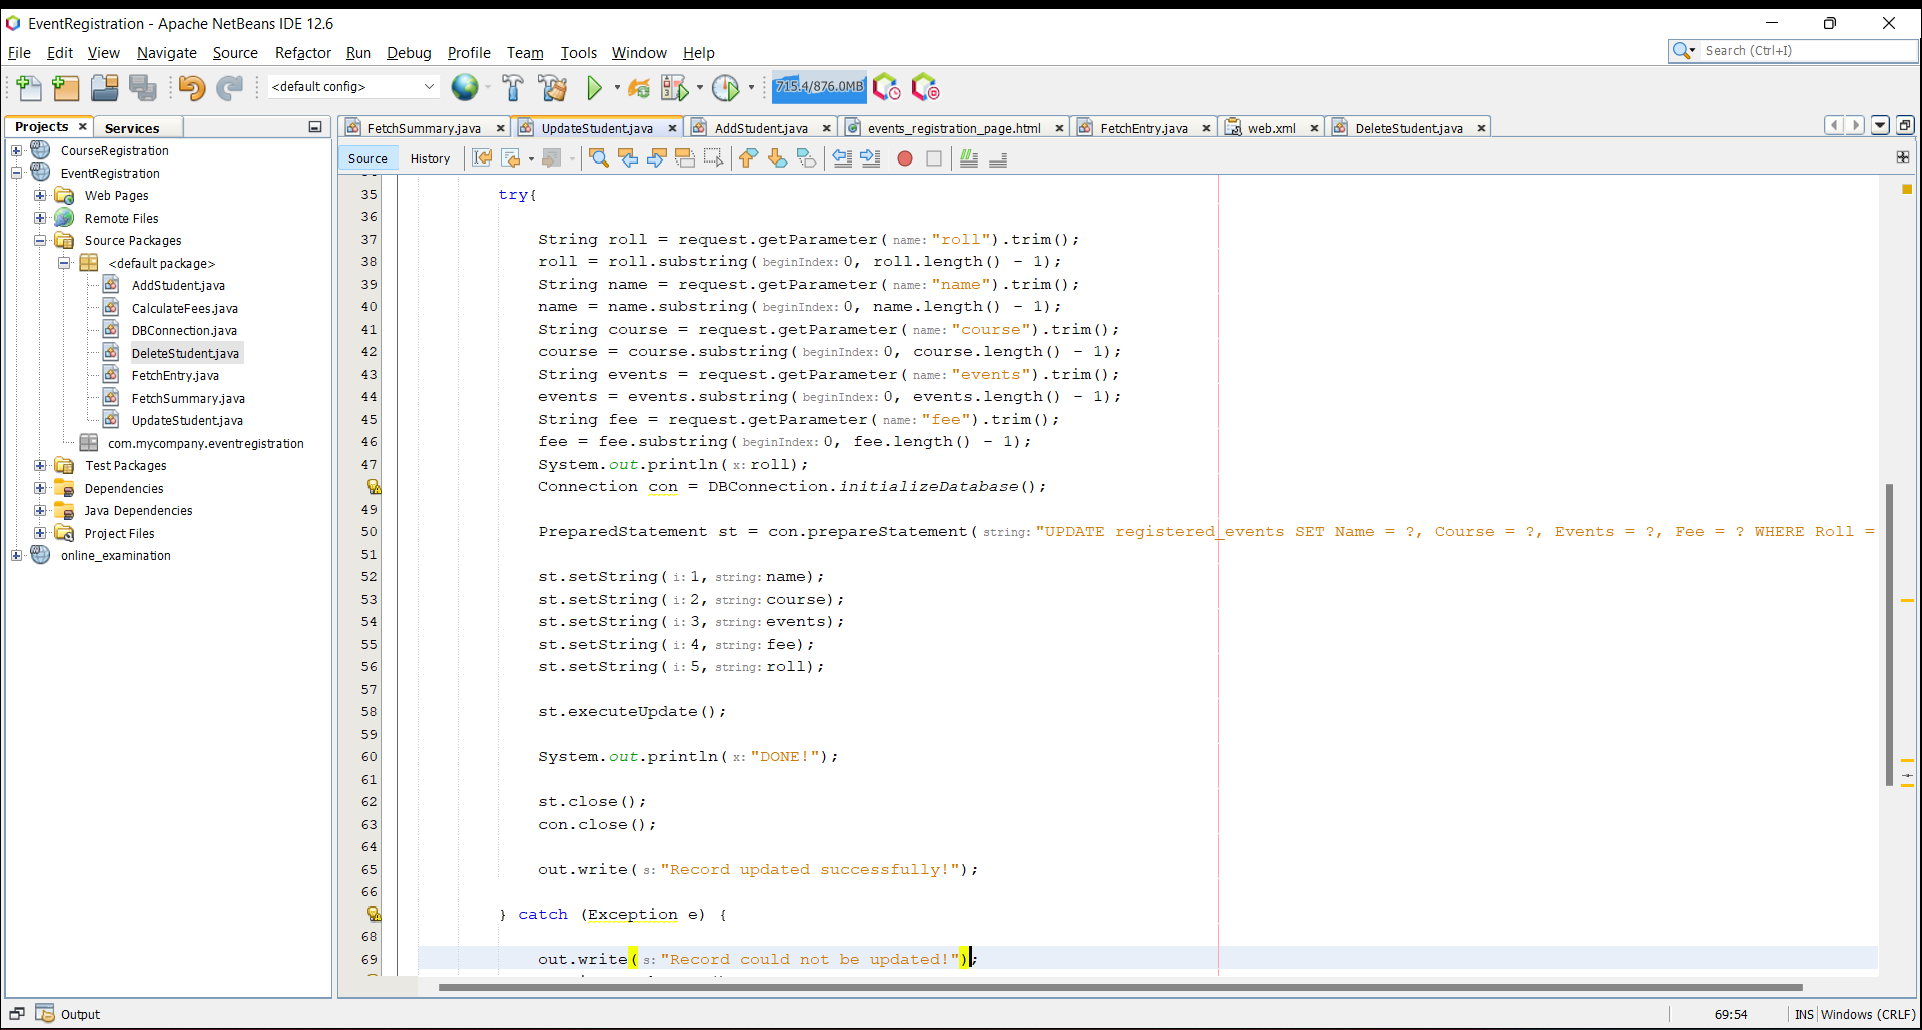 EventRegistration - Apache NetBeans IDE 12.6
File Edit View Navigate Source Refactor Run Debug Profile Team Tools Window Help
Search (Ctrl+I)
<default config>
715.4/876.0MB
Projects
Services
CourseRegistration
EventRegistration
Web Pages
Remote Files
Source Packages
<default package>
AddStudent.java
CalculateFees.java
DBConnection.java
DeleteStudent.java
FetchEntry.java
FetchSummary.java
UpdateStudent.java
com.mycompany.eventregistration
Test Packages
Dependencies
Java Dependencies
Project Files
online_examination
FetchSummary.java UpdateStudent.java AddStudent.java events_registration_page.html FetchEntry.java web.xml DeleteStudent.java
Source History
35 try{
36
37 String roll = request.getParameter( name: "roll").trim();
38 roll = roll.substring( beginIndex: 0, roll.length() - 1);
39 String name = request.getParameter( name: "name").trim();
40 name = name.substring( beginIndex: 0, name.length() - 1);
41 String course = request.getParameter( name: "course").trim();
42 course = course.substring( beginIndex: 0, course.length() - 1);
43 String events = request.getParameter( name: "events").trim();
44 events = events.substring( beginIndex: 0, events.length() - 1);
45 String fee = request.getParameter( name: "fee").trim();
46 fee = fee.substring( beginIndex: 0, fee.length() - 1);
47 System.out.println( x: roll);
Connection con = DBConnection.initializeDatabase();
49
50 PreparedStatement st = con.prepareStatement( string: "UPDATE registered_events SET Name = ?, Course = ?, Events = ?, Fee = ? WHERE Roll =
51
52 st.setString( i: 1, string: name);
53 st.setString( i: 2, string: course);
54 st.setString( i: 3, string: events);
55 st.setString( i: 4, string: fee);
56 st.setString( i: 5, string: roll);
57
58 st.executeUpdate();
59
60 System.out.println( x: "DONE!");
61
62 st.close();
63 con.close();
64
65 out.write( s: "Record updated successfully!");
66
} catch (Exception e) {
68
69 out.write( s: "Record could not be updated!");
Output
69:54 INS Windows (CRLF)